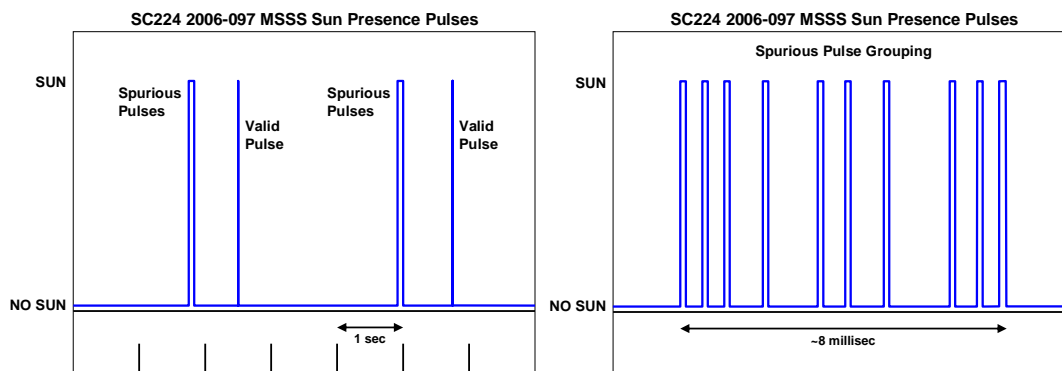 SC224 2006-097 MSSS Sun Presence Pulses
SUN
Spurious
Pulses
Valid
Pulse
Spurious
Pulses
Valid
Pulse
NO SUN
1 sec
SC224 2006-097 MSSS Sun Presence Pulses
Spurious Pulse Grouping
SUN
NO SUN
~8 millisec